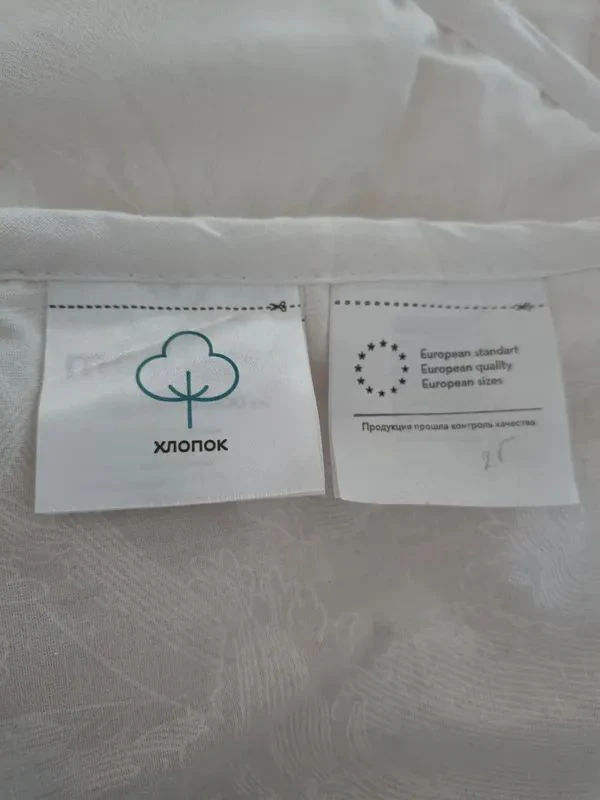 ХЛОПОК
European standart
European quality
European sizes
Продукция прошла контроль качества